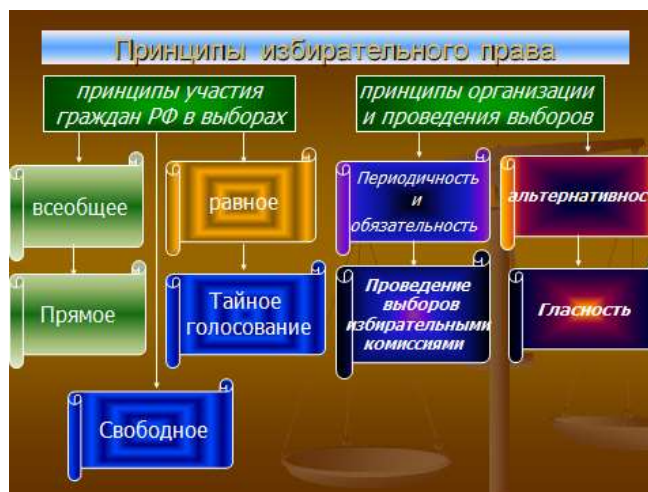 Принципы избирательного права
принципы участия
граждан РФ в выборах
принципы организации
и проведения выборов
всеобщее
равное
Периодичность
и
обязательность
альтернативнос
Прямое
Тайное
голосование
Проведение
выборов
избирательными
комиссиями
Гласность
Свободное